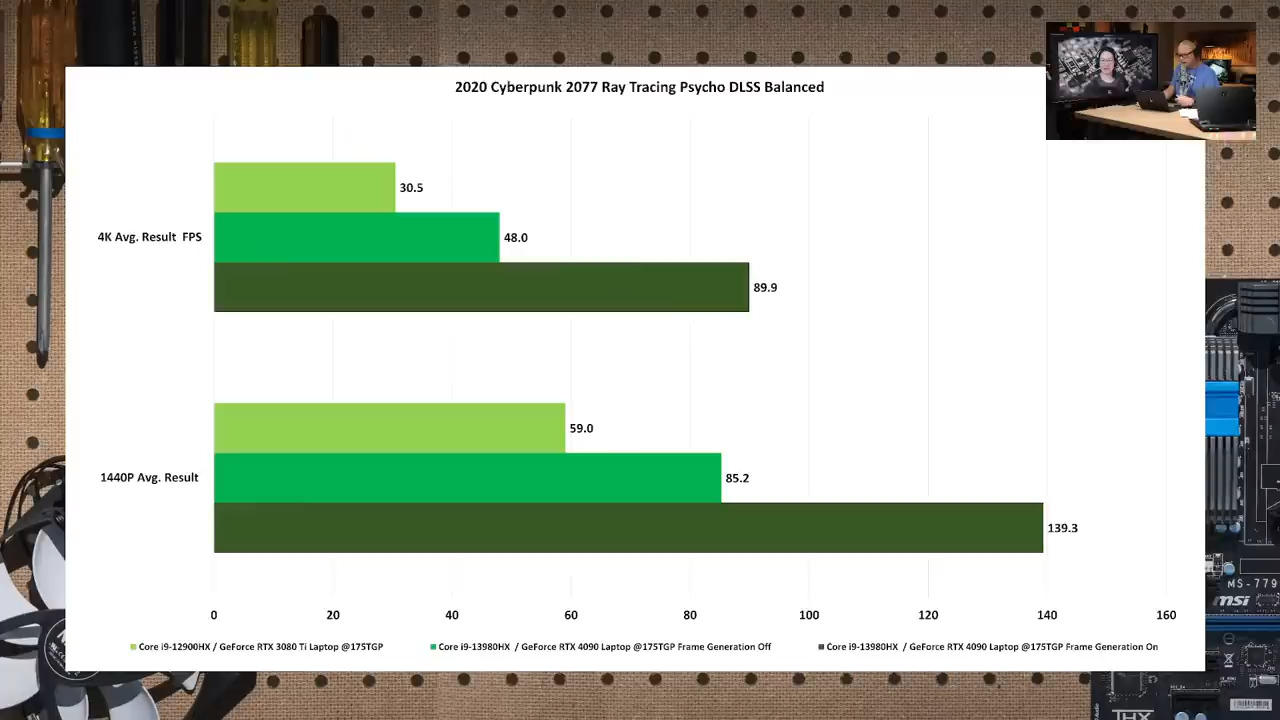 2020 Cyberpunk 2077 Ray Tracing Psycho DLSS Balanced
30.5
4K Avg. Result FPS
48.0
89.9
59.0
1440P Avg. Result
85.2
139.3
0 20 40 60 80 100 120 140 160
Core i9-12900HX / GeForce RTX 3080 Ti Laptop @175TGP
Core i9-13980HX / GeForce RTX 4090 Laptop @175TGP Frame Generation Off
Core i9-13980HX / GeForce RTX 4090 Laptop @175TGP Frame Generation On
MS-779
msi